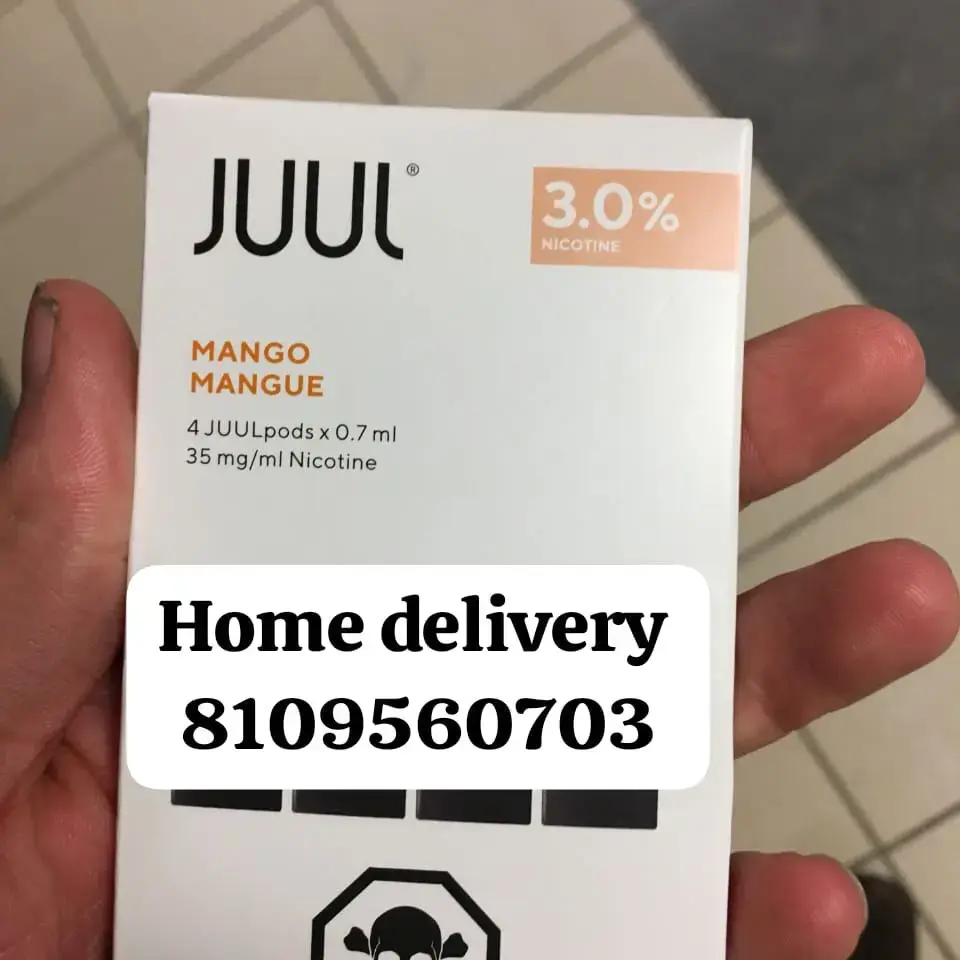 JUUL®
3.0%
NICOTINE
MANGO
MANGUE
4 JUULpods x 0.7 ml
35 mg/ml Nicotine
Home delivery
8109560703